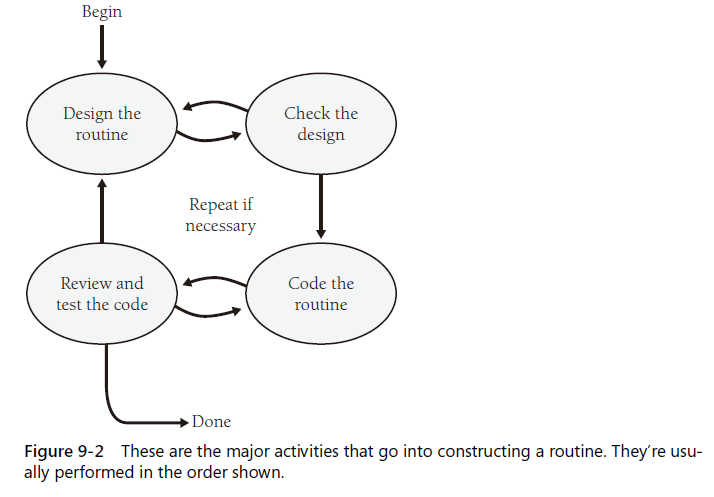 Begin
Design the
routine
Check the
design
Repeat if
necessary
Review and
test the code
Code the
routine
Done
Figure 9-2 These are the major activities that go into constructing a routine. They’re usu-
ally performed in the order shown.